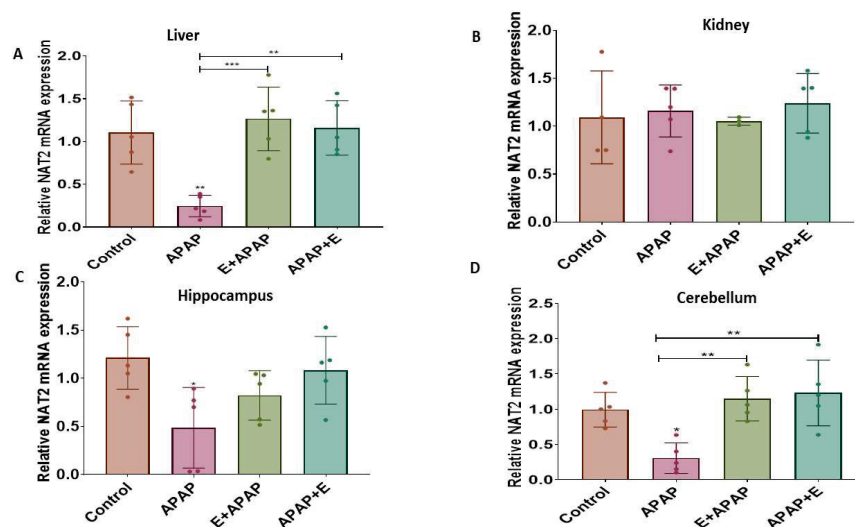 A
Liver
Relative NAT2 mRNA expression
2.0
1.5
1.0
0.5
0.0
**
***
**
Control
APAP
E+APAP
APAP+E
B
Kidney
Relative NAT2 mRNA expression
2.0
1.5
1.0
0.5
0.0
Control
APAP
E+APAP
APAP+E
C
Hippocampus
Relative NAT2 mRNA expression
2.0
1.5
1.0
0.5
0.0
*
Control
APAP
E+APAP
APAP+E
D
Cerebellum
Relative NAT2 mRNA expression
2.5
2.0
1.5
1.0
0.5
0.0
**
**
*
Control
APAP
E+APAP
APAP+E